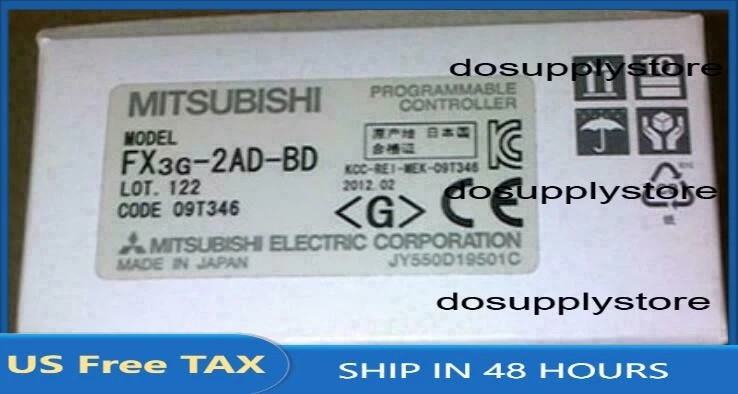 dosupplystore
MITSUBISHI
PROGRAMMABLE
CONTROLLER
MODEL
FX3G-2AD-BD
原产地 日本国
合格证
KCC-REI-MEK-09T346
LOT. 122
2012.02
dosupplystore
CODE 09T346
<G> CE
MITSUBISHI ELECTRIC CORPORATION
MADE IN JAPAN
JY550D19501C
纸
dosupplystore
US Free TAX
SHIP IN 48 HOURS